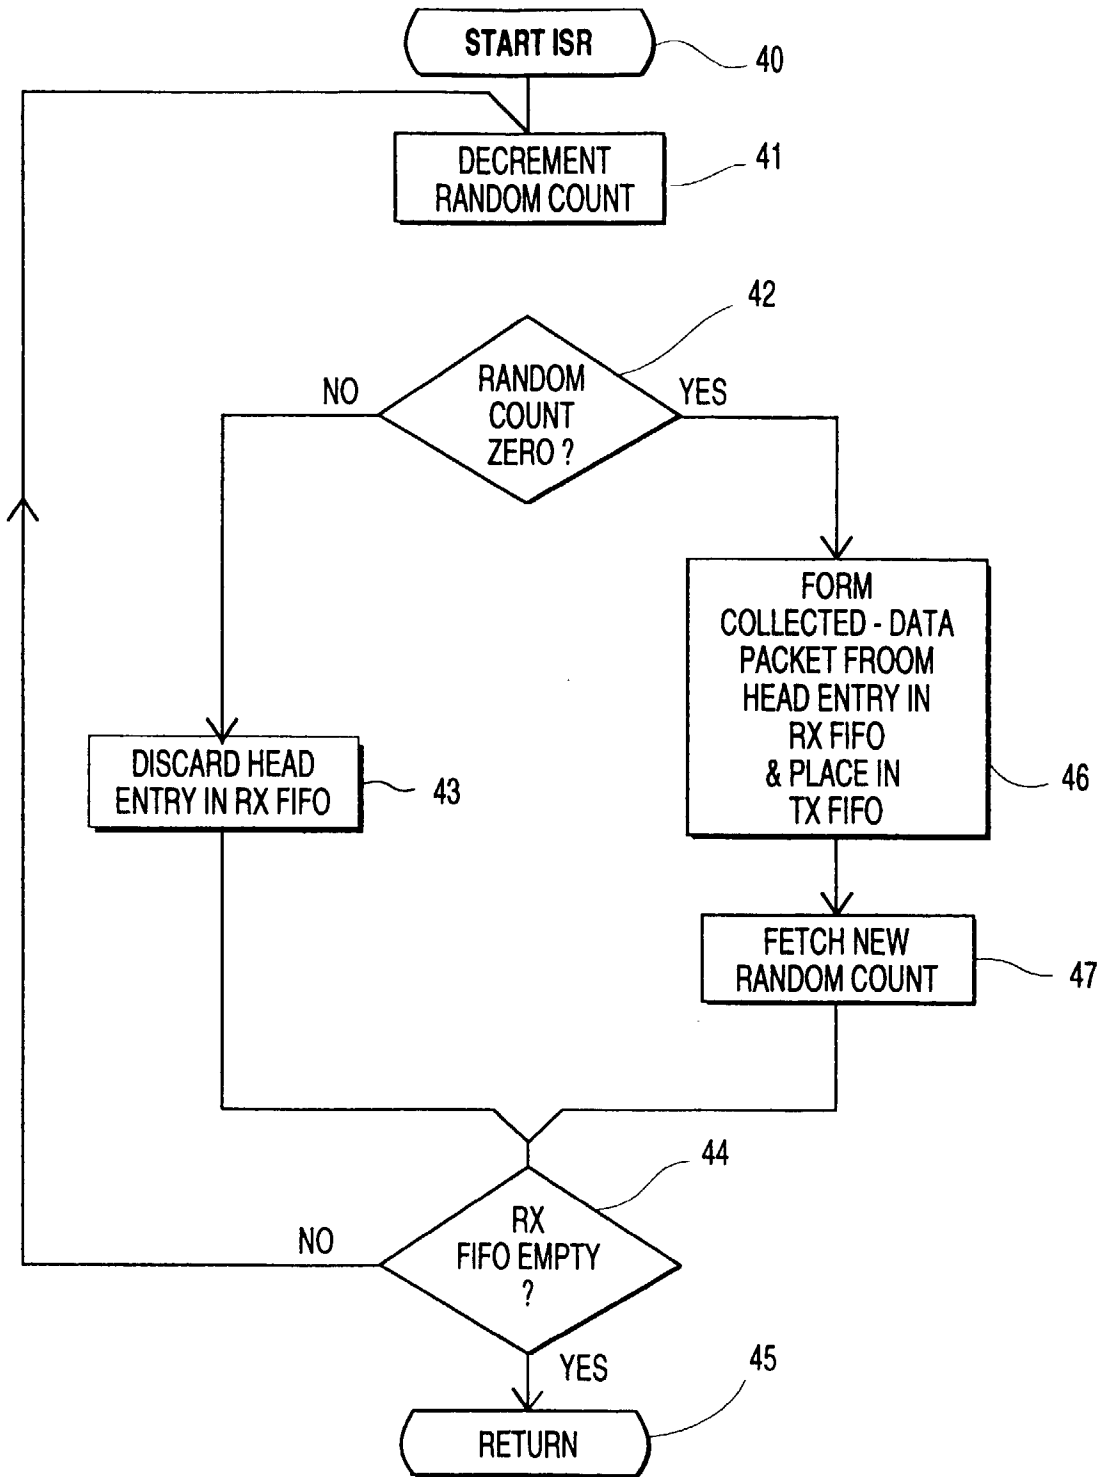 START ISR
40
DECREMENT
RANDOM COUNT
41
42
NO
RANDOM
COUNT
ZERO ?
YES
FORM
COLLECTED - DATA
PACKET FROOM
HEAD ENTRY IN
RX FIFO
& PLACE IN
TX FIFO
46
DISCARD HEAD
ENTRY IN RX FIFO
43
FETCH NEW
RANDOM COUNT
47
44
NO
RX
FIFO EMPTY
?
YES
45
RETURN